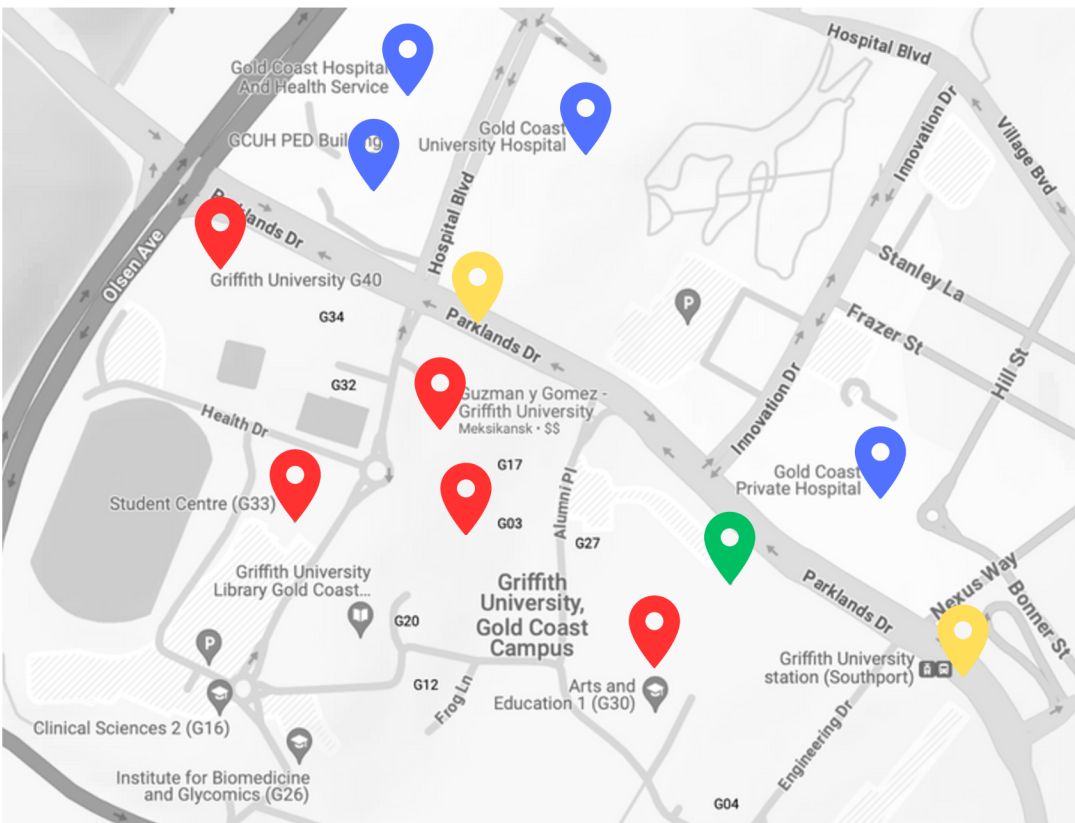 Hospital Blvd
Gold Coast Hospital
And Health Service
Innovation Dr
Village Bvd
Gold Coast
University Hospital
GCUH PED Building
Hospital Blvd
Parklands Dr
Olsen Ave
Griffith University G40
Stanley La
G34
Parklands Dr
Frazer St
P
Hill St
G32
Guzman y Gomez -
Griffith University
Meksikansk • $$
Innovation Dr
Health Dr
G17
Gold Coast
Private Hospital
Student Centre (G33)
Alumni Pl
G03
G27
Griffith University
Library Gold Coast...
Griffith
University,
Gold Coast
Campus
Parklands Dr
Nexus Way
Bonner St
G20
P
Griffith University
station (Southport)
G12
Frog Ln
Arts and
Education 1 (G30)
Clinical Sciences 2 (G16)
Engineering Dr
Institute for Biomedicine
and Glycomics (G26)
G04